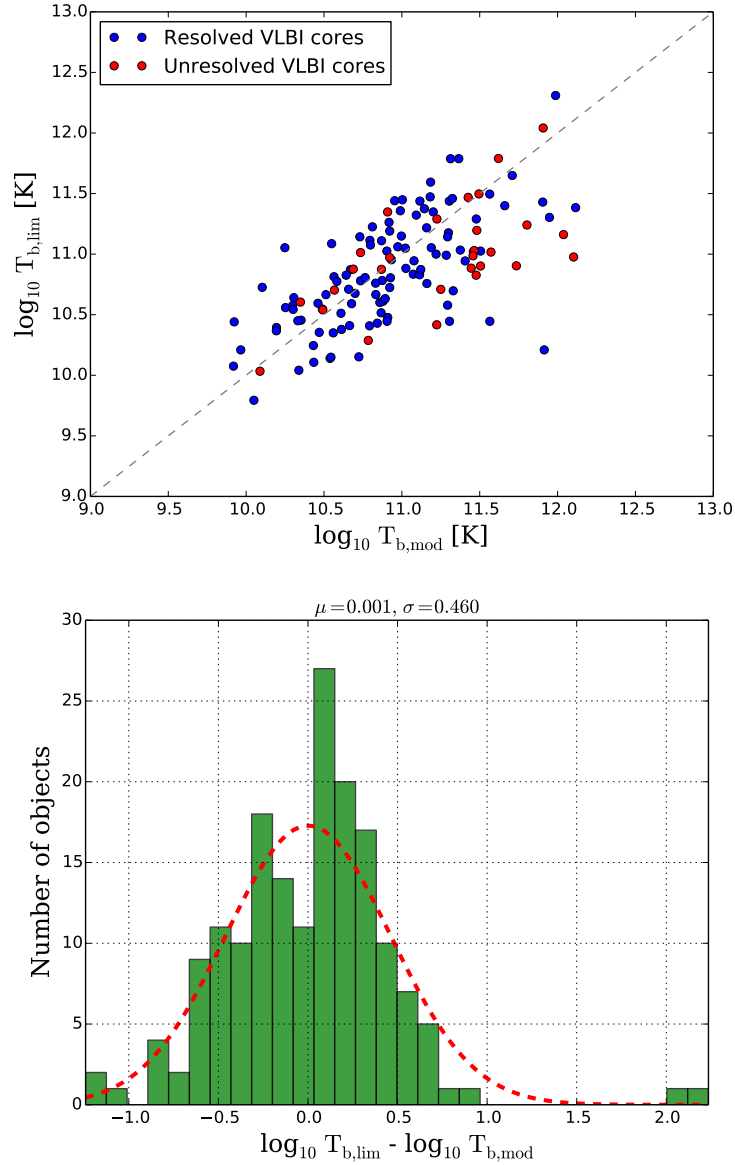 13.0
Resolved VLBI cores
Unresolved VLBI cores
12.5
12.0
11.5
11.0
10.5
10.0
9.5
9.0
log₁₀ T_b,lim [K]
9.0 9.5 10.0 10.5 11.0 11.5 12.0 12.5 13.0
log₁₀ T_b,mod [K]
μ=0.001, σ=0.460
30
25
20
15
10
5
0
Number of objects
−1.0 −0.5 0.0 0.5 1.0 1.5 2.0
log₁₀ T_b,lim - log₁₀ T_b,mod